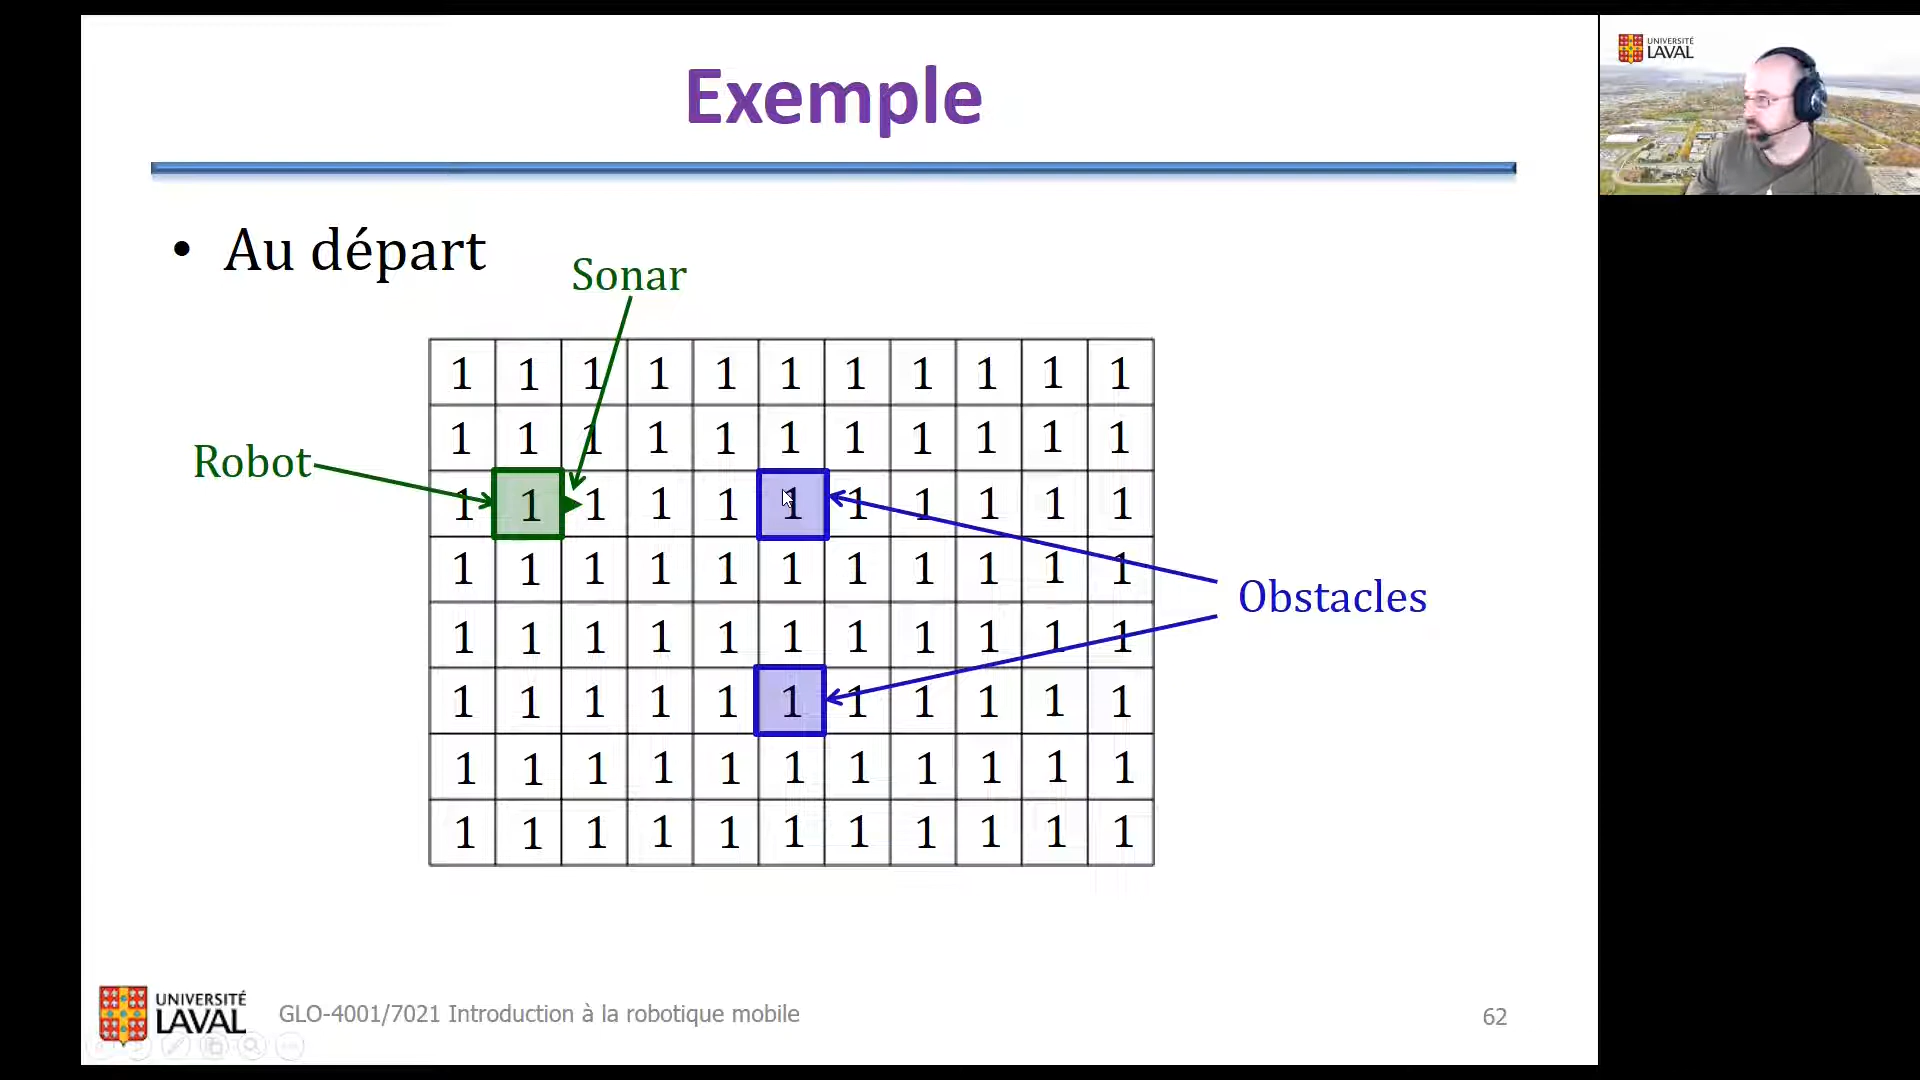 Exemple
UNIVERSITÉ
LAVAL
• Au départ
Sonar
1 1 1 1 1 1 1 1 1 1 1
1 1 1 1 1 1 1 1 1 1 1
Robot
1 1 1 1 1 1 1 1 1 1 1
1 1 1 1 1 1 1 1 1 1 1
Obstacles
1 1 1 1 1 1 1 1 1 1 1
1 1 1 1 1 1 1 1 1 1 1
1 1 1 1 1 1 1 1 1 1 1
1 1 1 1 1 1 1 1 1 1 1
UNIVERSITÉ
LAVAL
GLO-4001/7021 Introduction à la robotique mobile
62